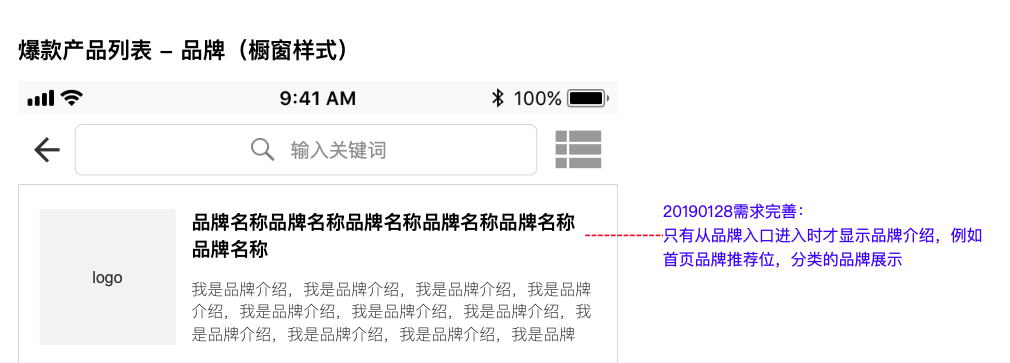 爆款产品列表 – 品牌（橱窗样式）
9:41 AM
100%
输入关键词
品牌名称品牌名称品牌名称品牌名称品牌名称
品牌名称
logo
我是品牌介绍，我是品牌介绍，我是品牌介绍，我是品牌
介绍，我是品牌介绍，我是品牌介绍，我是品牌介绍，我
是品牌介绍，我是品牌介绍，我是品牌介绍，我是品牌
20190128需求完善：
只有从品牌入口进入时才显示品牌介绍，例如
首页品牌推荐位，分类的品牌展示